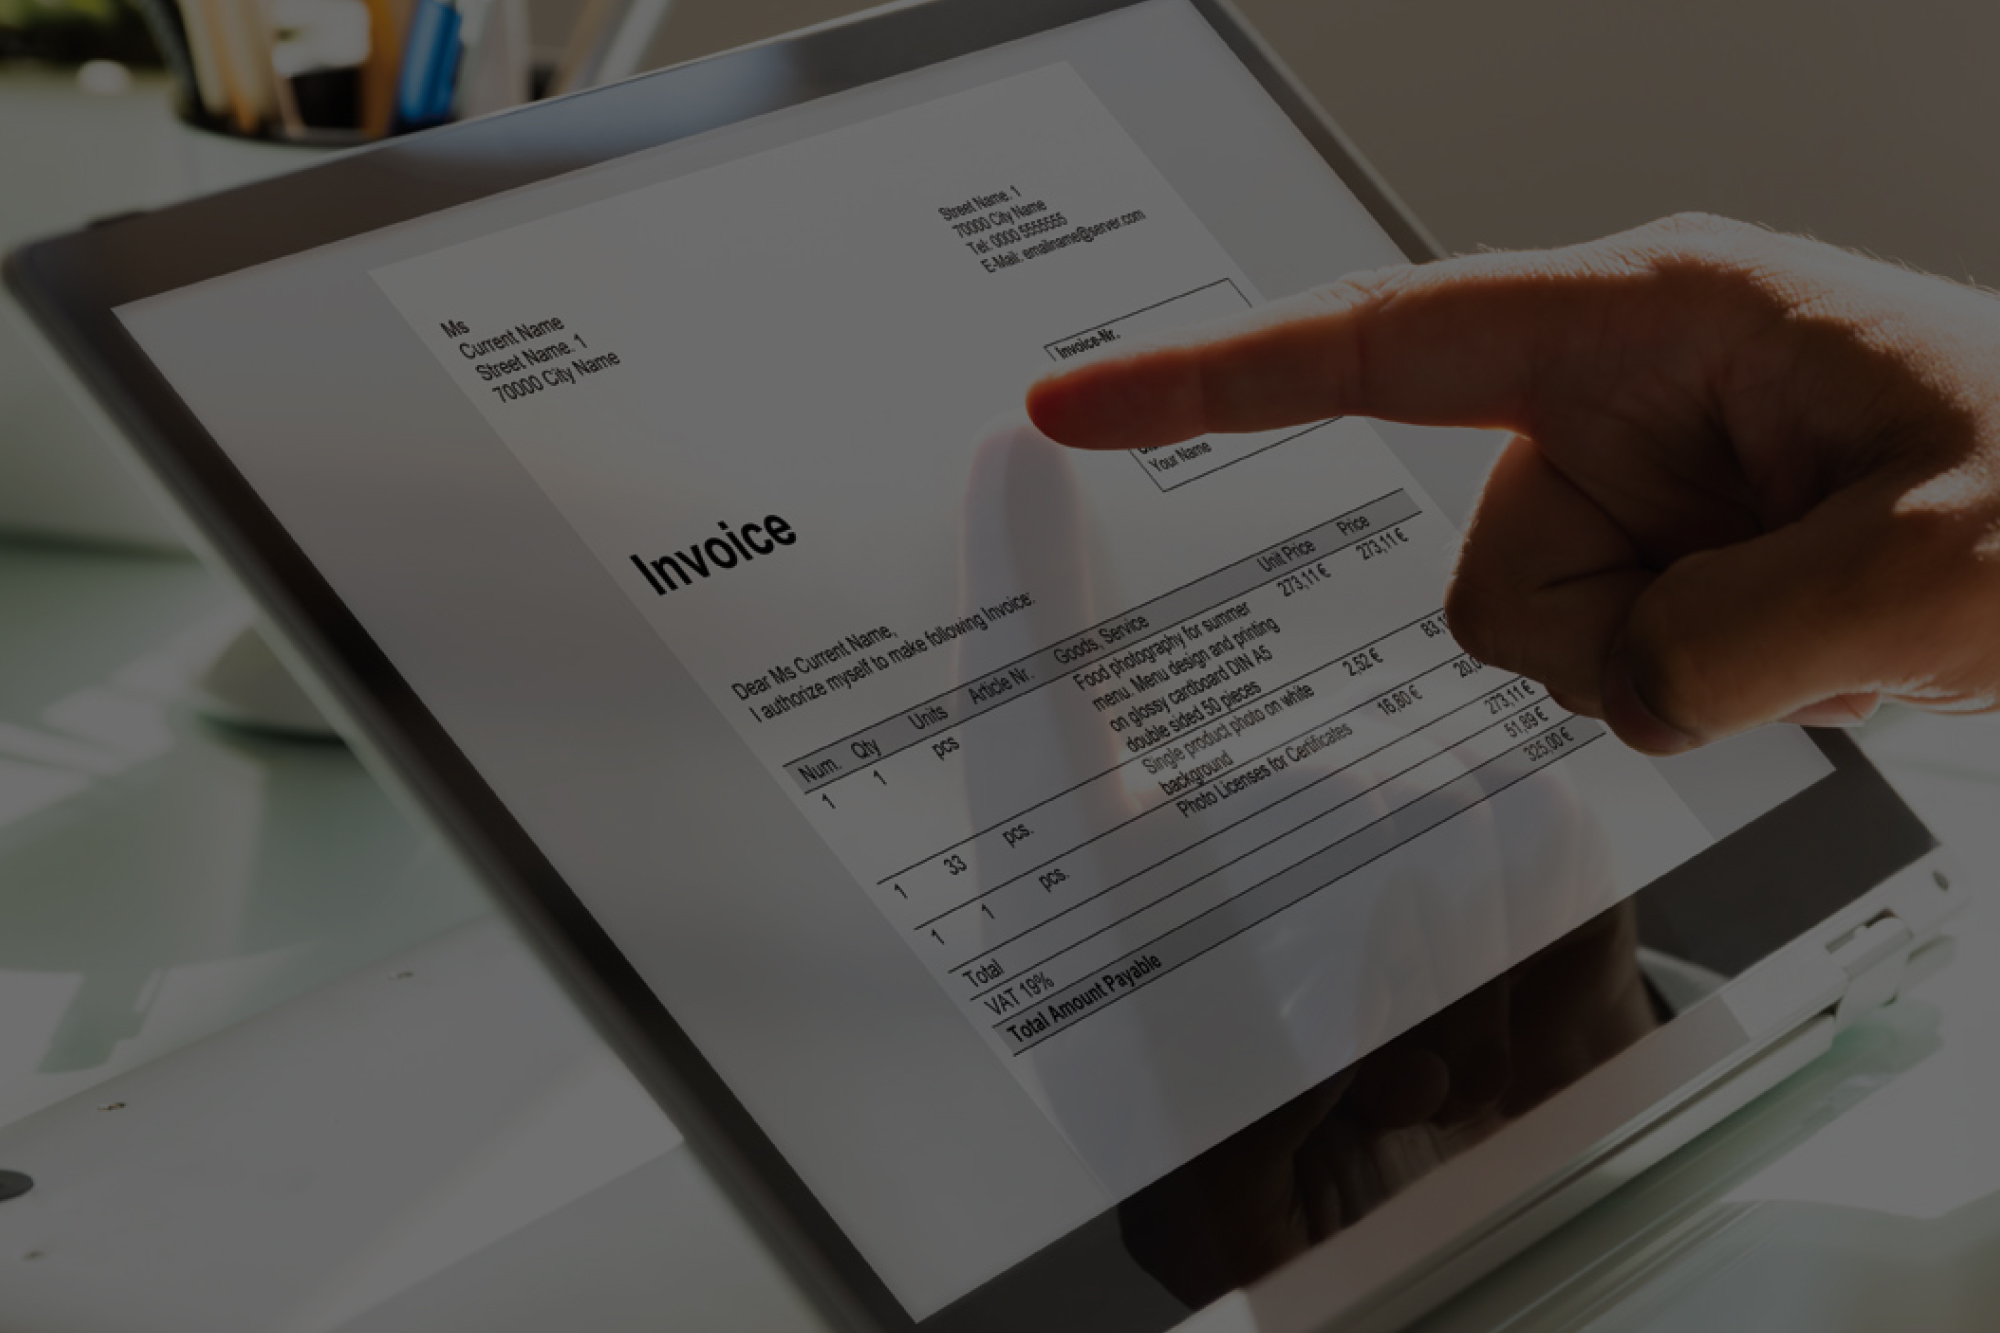 Street Name. 1
70000 City Name
Tel: 0000 5555555
E-Mail: emailname@server.com
Ms
Current Name
Street Name. 1
70000 City Name
Invoice-Nr.
Your Name
Invoice
Dear Ms Current Name,
I authorize myself to make following Invoice:
Num. Qty Units Article Nr. Goods, Service Unit Price Price
1 1 pcs Food photography for summer 273,11 € 273,11 €
menu. Menu design and printing
on glossy cardboard DIN A5
double sided 50 pieces
1 33 pcs. Single product photo on white 2,52 €
background
1 1 pcs. Photo Licenses for Certificates 16,80 €
Total 273,11 €
VAT 19% 51,89 €
Total Amount Payable 325,00 €